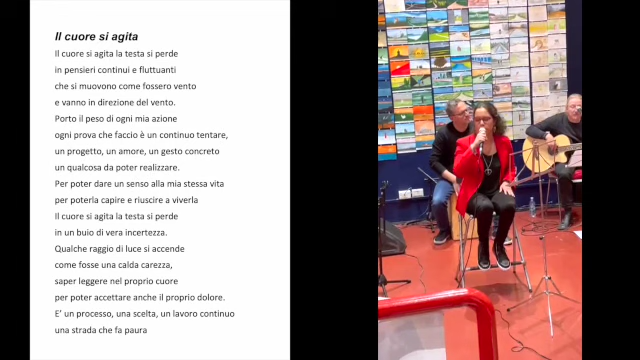 Il cuore si agita
Il cuore si agita la testa si perde
in pensieri continui e fluttuanti
che si muovono come fossero vento
e vanno in direzione del vento.
Porto il peso di ogni mia azione
ogni prova che faccio è un continuo tentare,
un progetto, un amore, un gesto concreto
un qualcosa da poter realizzare.
Per poter dare un senso alla mia stessa vita
per poterla capire e riuscire a viverla
Il cuore si agita la testa si perde
in un buio di vera incertezza.
Qualche raggio di luce si accende
come fosse una calda carezza,
saper leggere nel proprio cuore
per poter accettare anche il proprio dolore.
E' un processo, una scelta, un lavoro continuo
una strada che fa paura